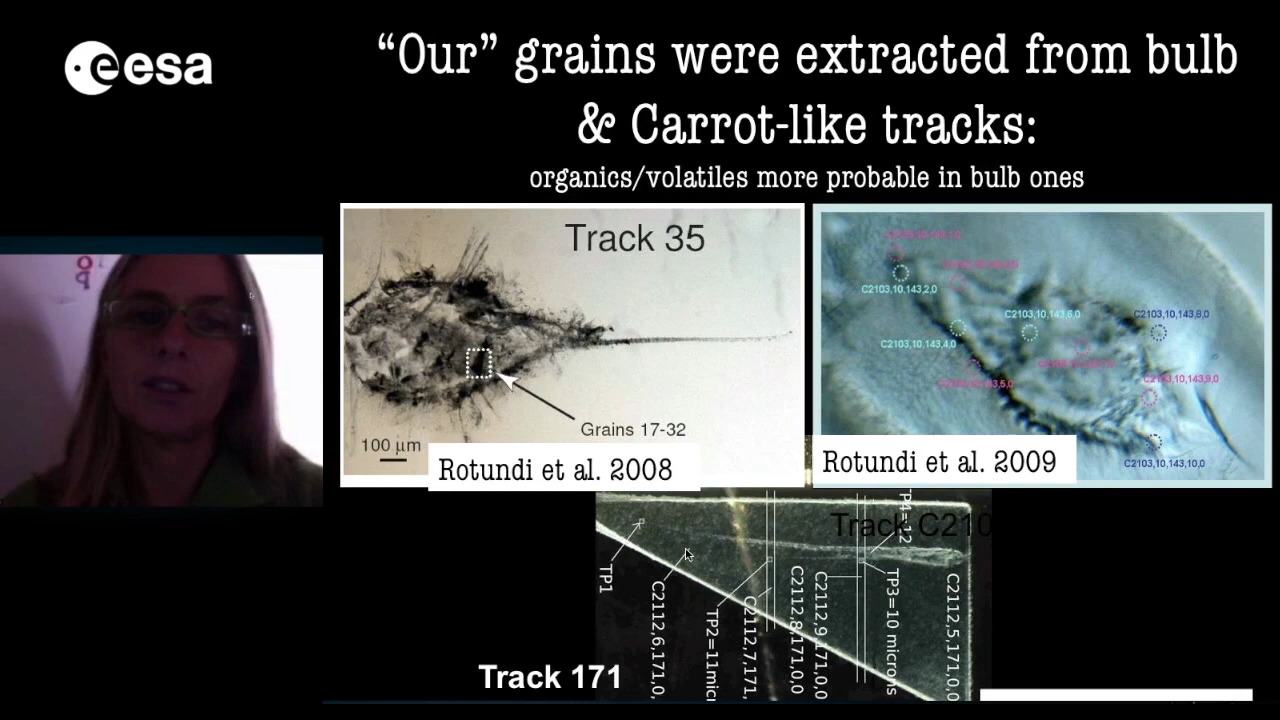 esa
“Our” grains were extracted from bulb
& Carrot-like tracks:
organics/volatiles more probable in bulb ones
Track 35
Grains 17-32
100 μm
Rotundi et al. 2008
C2103,10,143,2,0
C2103,10,143,6,0
C2103,10,143,8,0
C2103,10,143,4,0
C2103,10,143,9,0
C2103,10,143,10,0
Rotundi et al. 2009
Track C210
TP1
C2112,6,171,0,
TP2=11mic
C2112,7,171,
C2112,8,171,0,0
C2112,9,171,0,0
TP4=12
TP3=10 microns
C2112,5,171,0,0
Track 171